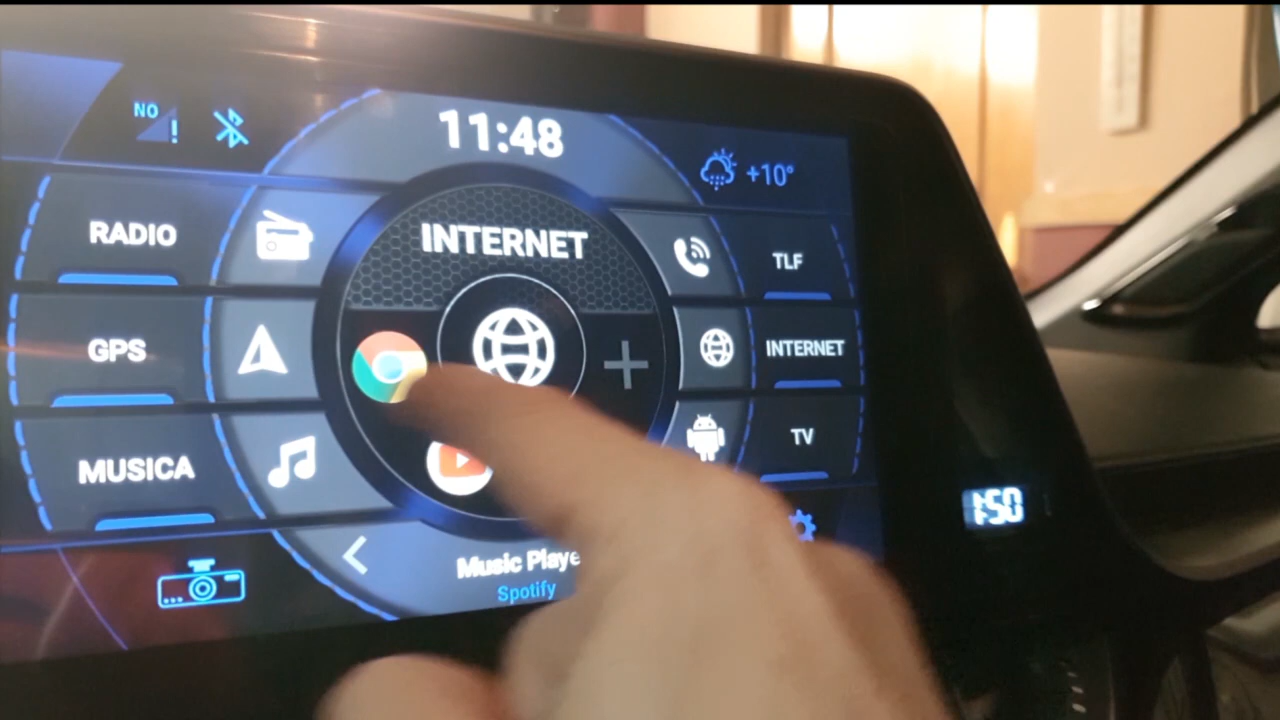 NO
11:48
+10°
RADIO
INTERNET
TLF
GPS
INTERNET
MUSICA
TV
1:50
Music Playe
Spotify